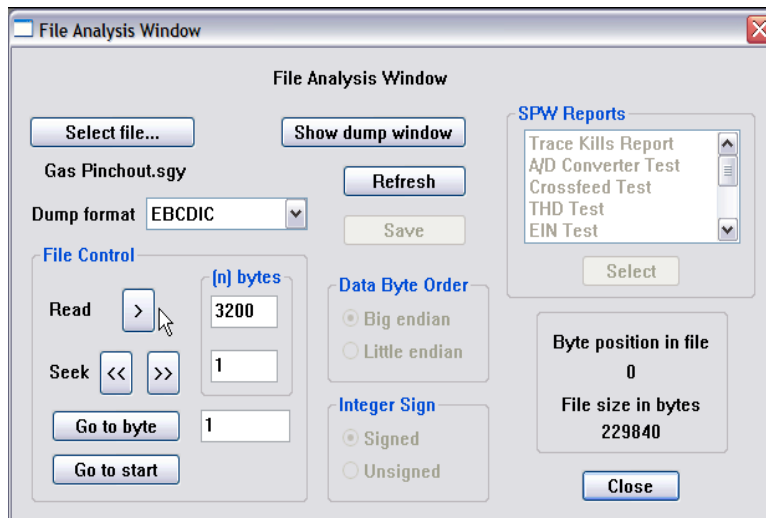 File Analysis Window
File Analysis Window
Select file...
Show dump window
Gas Pinchout.sgy
Refresh
Dump format EBCDIC
Save
File Control
(n) bytes
Read > 3200
Seek << >> 1
Go to byte 1
Go to start
Data Byte Order
Big endian
Little endian
Integer Sign
Signed
Unsigned
SPW Reports
Trace Kills Report
A/D Converter Test
Crossfeed Test
THD Test
EIN Test
Select
Byte position in file
0
File size in bytes
229840
Close